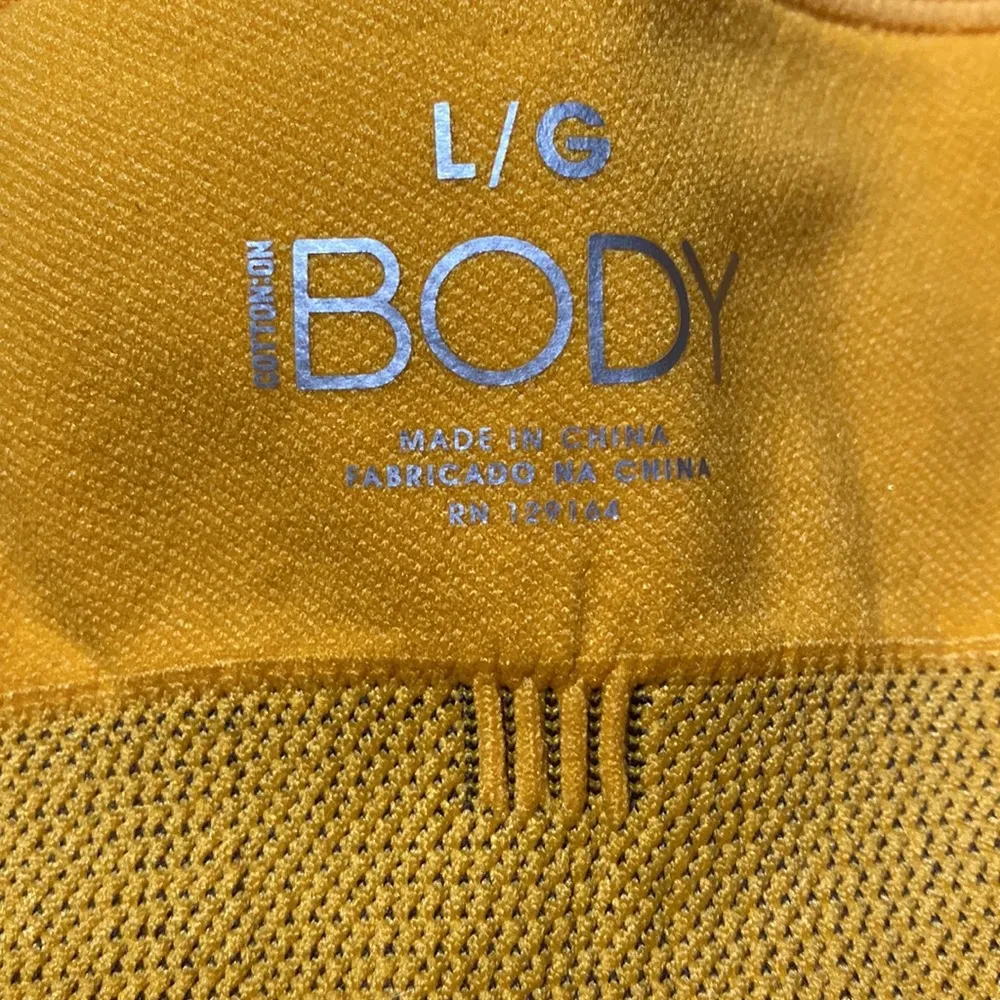 L/G
COTTON:ON
BODY
MADE IN CHINA
FABRICADO NA CHINA
RN 129164